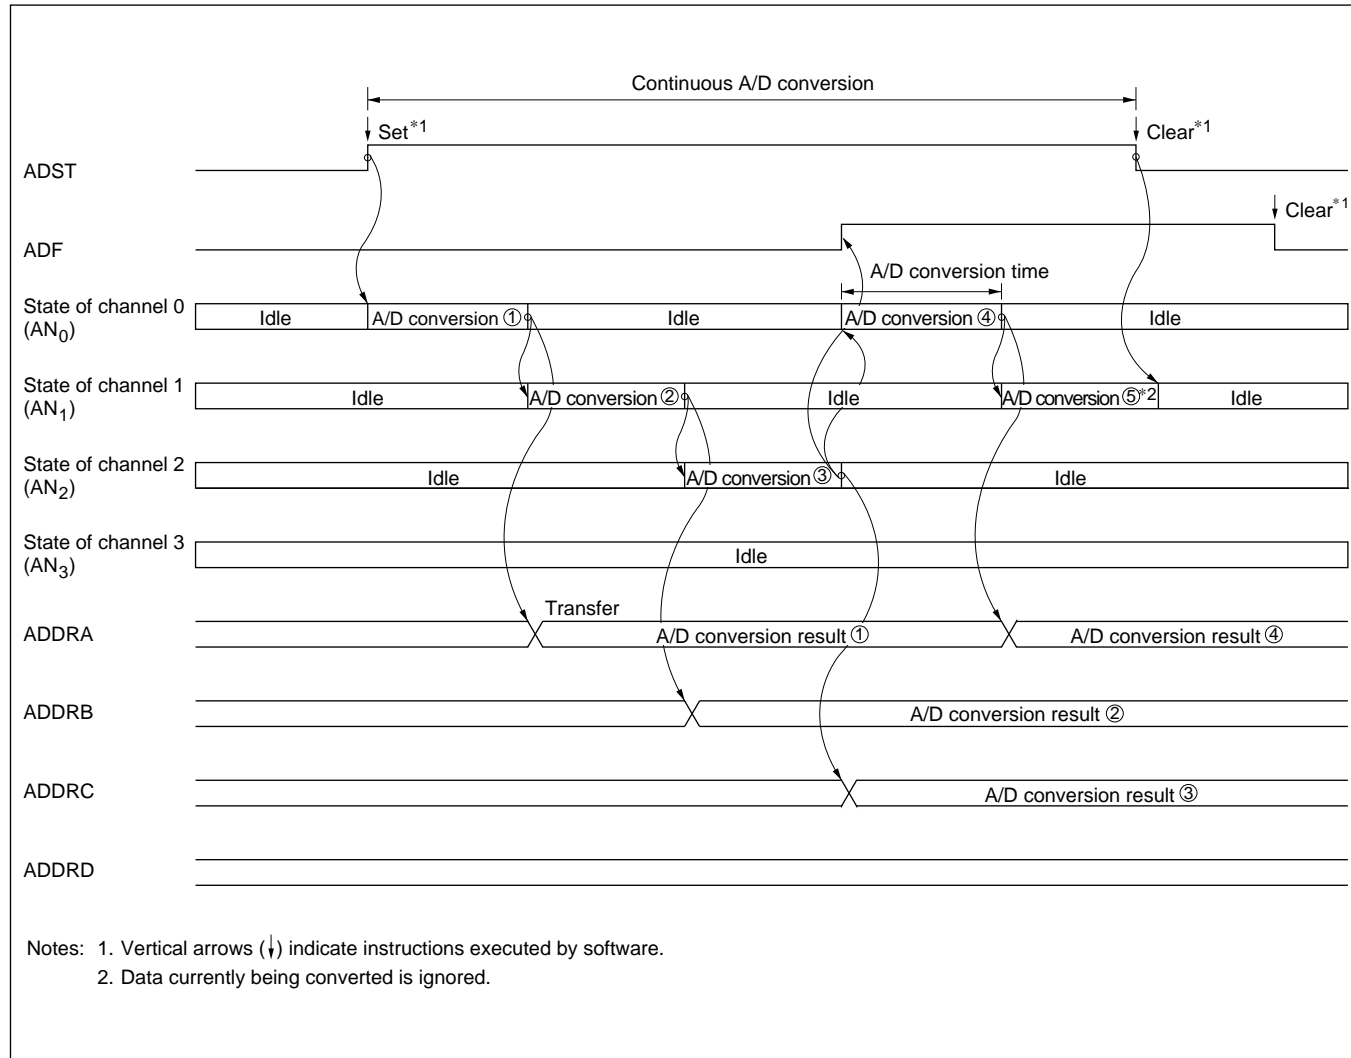 Continuous A/D conversion
Set*1
Clear*1
ADST
Clear*1
ADF
A/D conversion time
State of channel 0
(AN0)
Idle
A/D conversion ①
Idle
A/D conversion ④
Idle
State of channel 1
(AN1)
Idle
A/D conversion ②
Idle
A/D conversion ⑤*2
Idle
State of channel 2
(AN2)
Idle
A/D conversion ③
Idle
State of channel 3
(AN3)
Idle
Transfer
ADDRA
A/D conversion result ①
A/D conversion result ④
ADDRB
A/D conversion result ②
ADDRC
A/D conversion result ③
ADDRD
Notes: 1. Vertical arrows (↓) indicate instructions executed by software.
2. Data currently being converted is ignored.